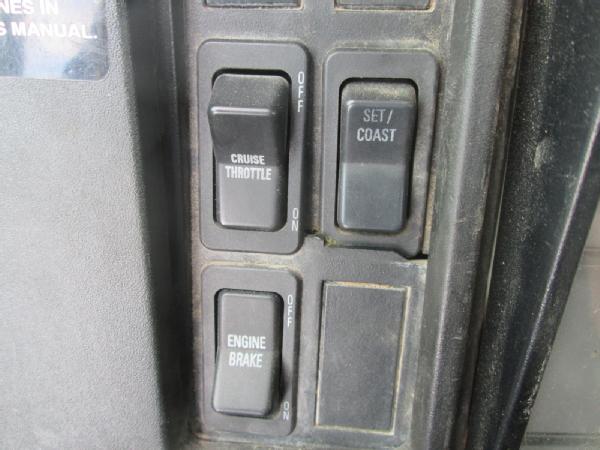 NES IN
S MANUAL.
OFF
CRUISE
THROTTLE
ON
SET/
COAST
OFF
ENGINE
BRAKE
ON